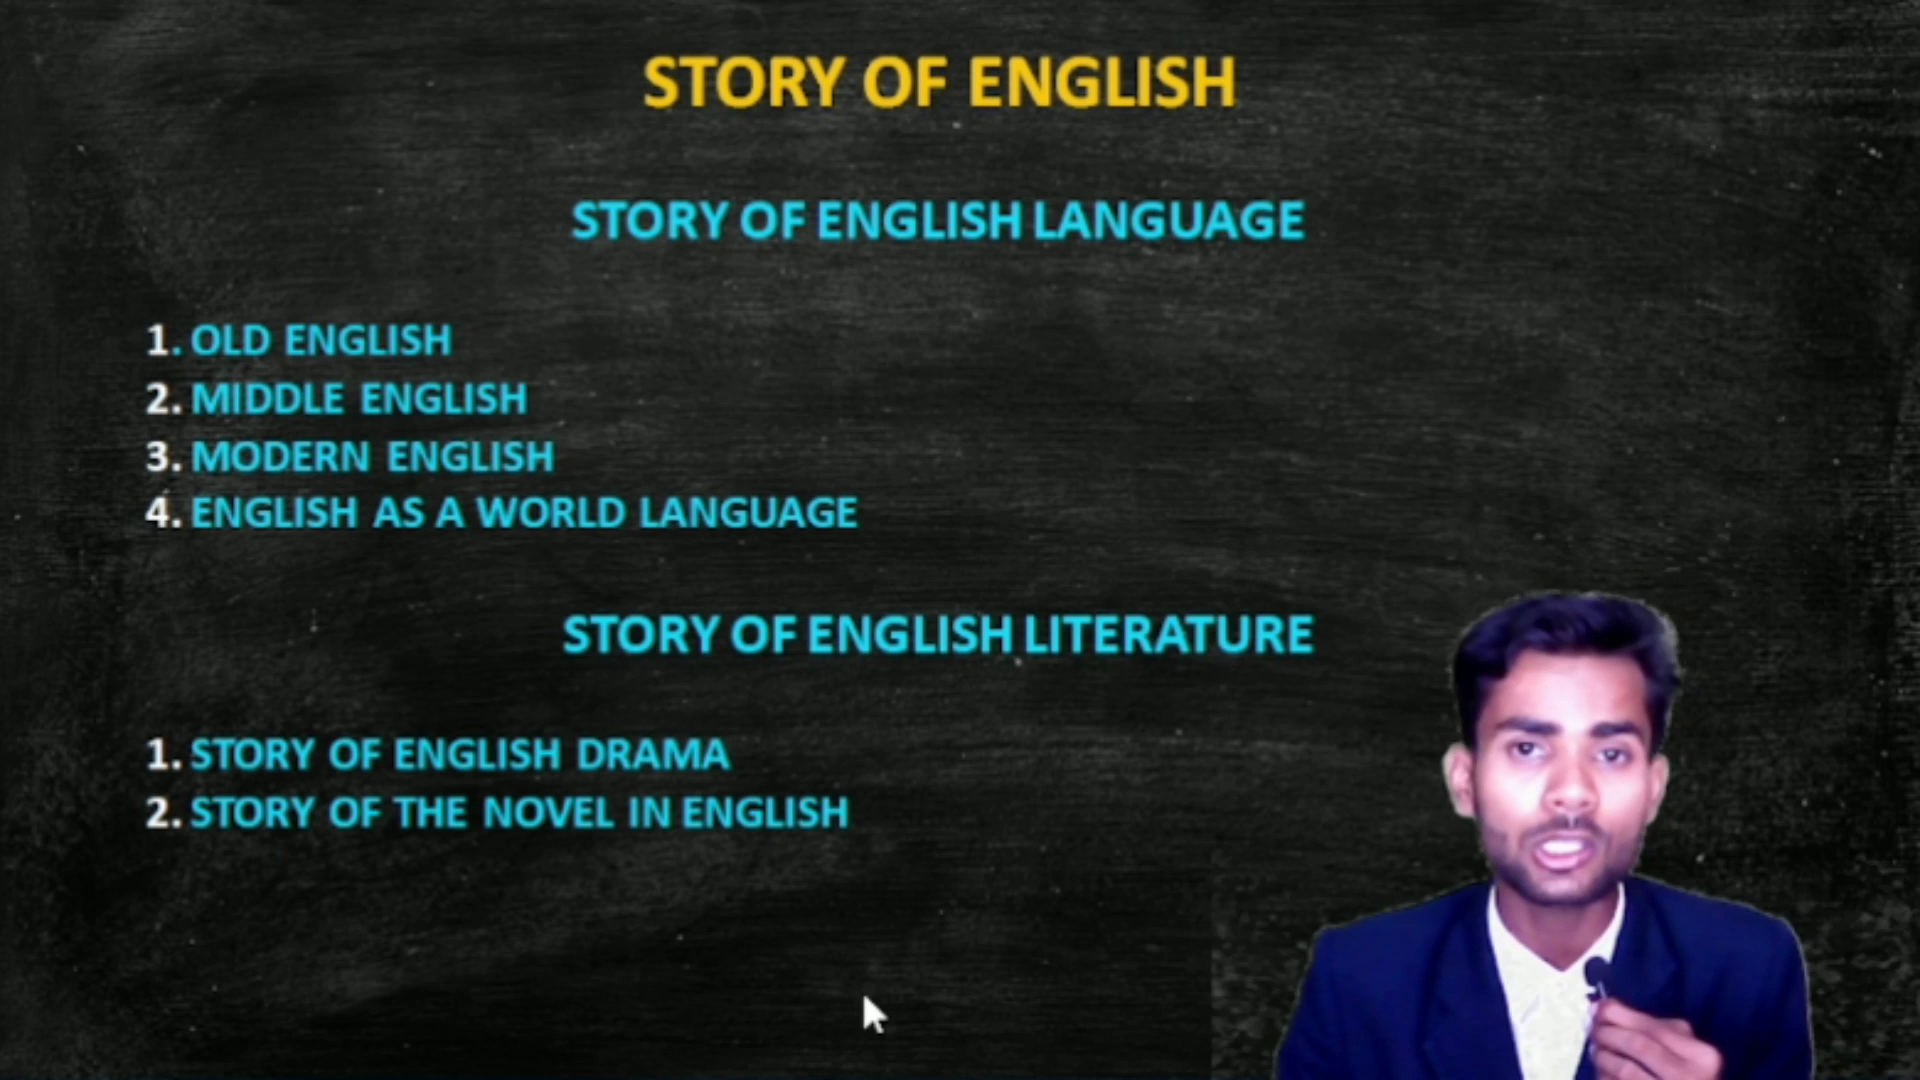 STORY OF ENGLISH
STORY OF ENGLISH LANGUAGE
1. OLD ENGLISH
2. MIDDLE ENGLISH
3. MODERN ENGLISH
4. ENGLISH AS A WORLD LANGUAGE
STORY OF ENGLISH LITERATURE
1. STORY OF ENGLISH DRAMA
2. STORY OF THE NOVEL IN ENGLISH